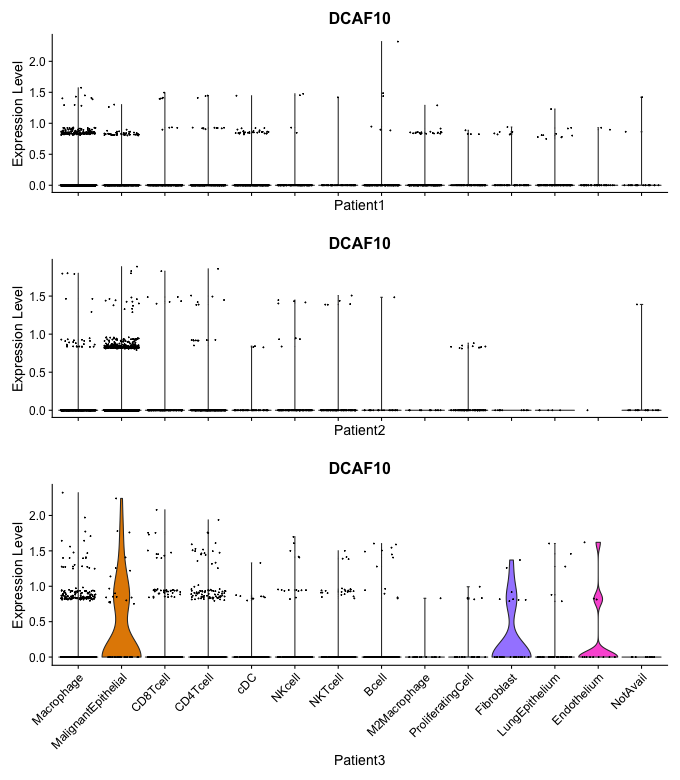 DCAF10
Expression Level
2.0
1.5
1.0
0.5
0.0
Patient1
DCAF10
Expression Level
1.5
1.0
0.5
0.0
Patient2
DCAF10
Expression Level
2.0
1.5
1.0
0.5
0.0
Macrophage
MalignantEpithelial
CD8Tcell
CD4Tcell
cDC
NKcell
NKTcell
Bcell
M2Macrophage
ProliferatingCell
Fibroblast
LungEpithelium
Endothelium
NotAvail
Patient3